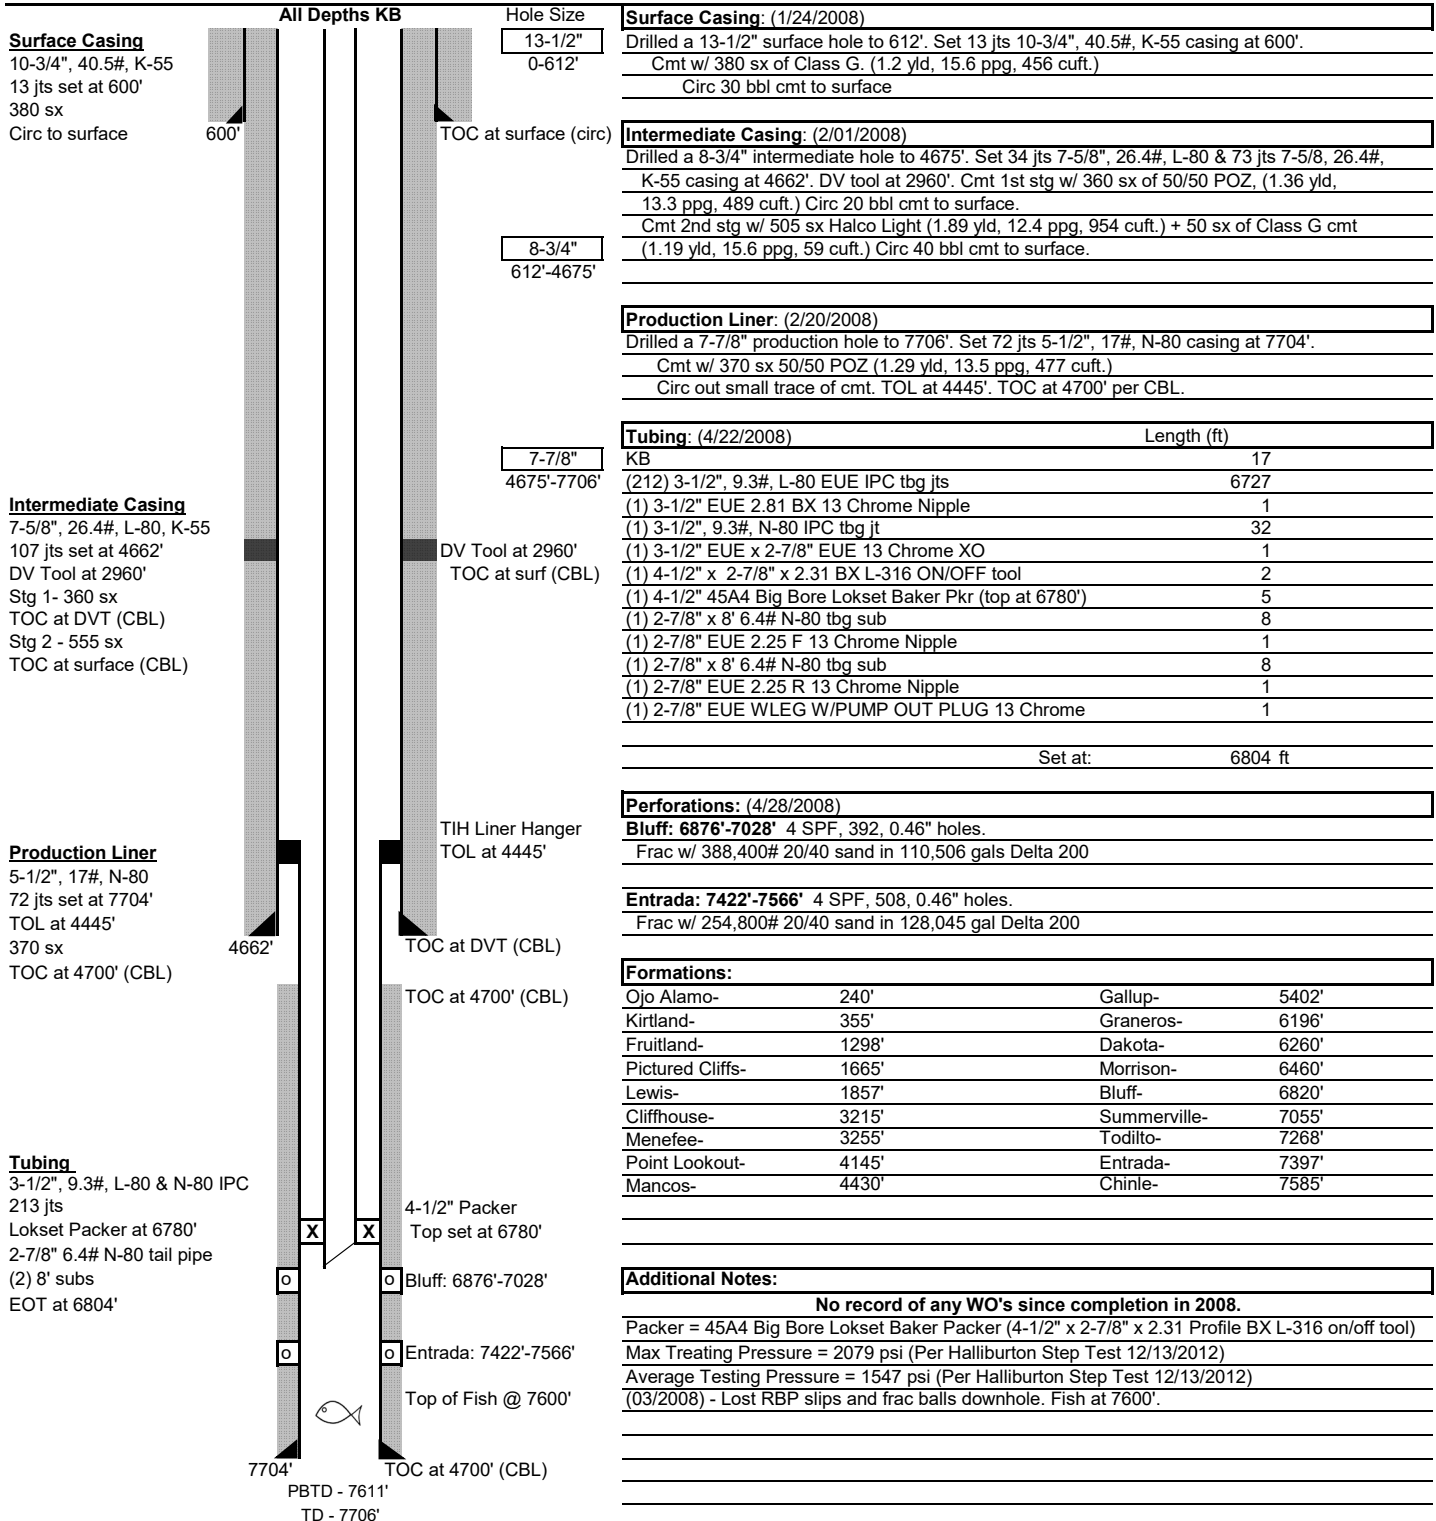 All Depths KB
Hole Size
13-1/2"
0-612'
8-3/4"
612'-4675'
7-7/8"
4675'-7706'
Surface Casing
10-3/4", 40.5#, K-55
13 jts set at 600'
380 sx
Circ to surface
600'
TOC at surface (circ)
Intermediate Casing
7-5/8", 26.4#, L-80, K-55
107 jts set at 4662'
DV Tool at 2960'
Stg 1- 360 sx
TOC at DVT (CBL)
Stg 2 - 555 sx
TOC at surface (CBL)
DV Tool at 2960'
TOC at surf (CBL)
TIH Liner Hanger
TOL at 4445'
Production Liner
5-1/2", 17#, N-80
72 jts set at 7704'
TOL at 4445'
370 sx
TOC at 4700' (CBL)
4662'
TOC at DVT (CBL)
TOC at 4700' (CBL)
Tubing
3-1/2", 9.3#, L-80 & N-80 IPC
213 jts
Lokset Packer at 6780'
2-7/8" 6.4# N-80 tail pipe
(2) 8' subs
EOT at 6804'
X X
4-1/2" Packer
Top set at 6780'
o o
Bluff: 6876'-7028'
o o
Entrada: 7422'-7566'
Top of Fish @ 7600'
7704'
TOC at 4700' (CBL)
PBTD - 7611'
TD - 7706'
Surface Casing: (1/24/2008)
Drilled a 13-1/2" surface hole to 612'. Set 13 jts 10-3/4", 40.5#, K-55 casing at 600'.
Cmt w/ 380 sx of Class G. (1.2 yld, 15.6 ppg, 456 cuft.)
Circ 30 bbl cmt to surface
Intermediate Casing: (2/01/2008)
Drilled a 8-3/4" intermediate hole to 4675'. Set 34 jts 7-5/8", 26.4#, L-80 & 73 jts 7-5/8, 26.4#,
K-55 casing at 4662'. DV tool at 2960'. Cmt 1st stg w/ 360 sx of 50/50 POZ, (1.36 yld,
13.3 ppg, 489 cuft.) Circ 20 bbl cmt to surface.
Cmt 2nd stg w/ 505 sx Halco Light (1.89 yld, 12.4 ppg, 954 cuft.) + 50 sx of Class G cmt
(1.19 yld, 15.6 ppg, 59 cuft.) Circ 40 bbl cmt to surface.
Production Liner: (2/20/2008)
Drilled a 7-7/8" production hole to 7706'. Set 72 jts 5-1/2", 17#, N-80 casing at 7704'.
Cmt w/ 370 sx 50/50 POZ (1.29 yld, 13.5 ppg, 477 cuft.)
Circ out small trace of cmt. TOL at 4445'. TOC at 4700' per CBL.
Tubing: (4/22/2008) Length (ft)
KB 17
(212) 3-1/2", 9.3#, L-80 EUE IPC tbg jts 6727
(1) 3-1/2" EUE 2.81 BX 13 Chrome Nipple 1
(1) 3-1/2", 9.3#, N-80 IPC tbg jt 32
(1) 3-1/2" EUE x 2-7/8" EUE 13 Chrome XO 1
(1) 4-1/2" x 2-7/8" x 2.31 BX L-316 ON/OFF tool 2
(1) 4-1/2" 45A4 Big Bore Lokset Baker Pkr (top at 6780') 5
(1) 2-7/8" x 8' 6.4# N-80 tbg sub 8
(1) 2-7/8" EUE 2.25 F 13 Chrome Nipple 1
(1) 2-7/8" x 8' 6.4# N-80 tbg sub 8
(1) 2-7/8" EUE 2.25 R 13 Chrome Nipple 1
(1) 2-7/8" EUE WLEG W/PUMP OUT PLUG 13 Chrome 1
Set at: 6804 ft
Perforations: (4/28/2008)
Bluff: 6876'-7028' 4 SPF, 392, 0.46" holes.
Frac w/ 388,400# 20/40 sand in 110,506 gals Delta 200
Entrada: 7422'-7566' 4 SPF, 508, 0.46" holes.
Frac w/ 254,800# 20/40 sand in 128,045 gal Delta 200
Formations:
Ojo Alamo- 240' Gallup- 5402'
Kirtland- 355' Graneros- 6196'
Fruitland- 1298' Dakota- 6260'
Pictured Cliffs- 1665' Morrison- 6460'
Lewis- 1857' Bluff- 6820'
Cliffhouse- 3215' Summerville- 7055'
Menefee- 3255' Todilto- 7268'
Point Lookout- 4145' Entrada- 7397'
Mancos- 4430' Chinle- 7585'
Additional Notes:
No record of any WO's since completion in 2008.
Packer = 45A4 Big Bore Lokset Baker Packer (4-1/2" x 2-7/8" x 2.31 Profile BX L-316 on/off tool)
Max Treating Pressure = 2079 psi (Per Halliburton Step Test 12/13/2012)
Average Testing Pressure = 1547 psi (Per Halliburton Step Test 12/13/2012)
(03/2008) - Lost RBP slips and frac balls downhole. Fish at 7600'.